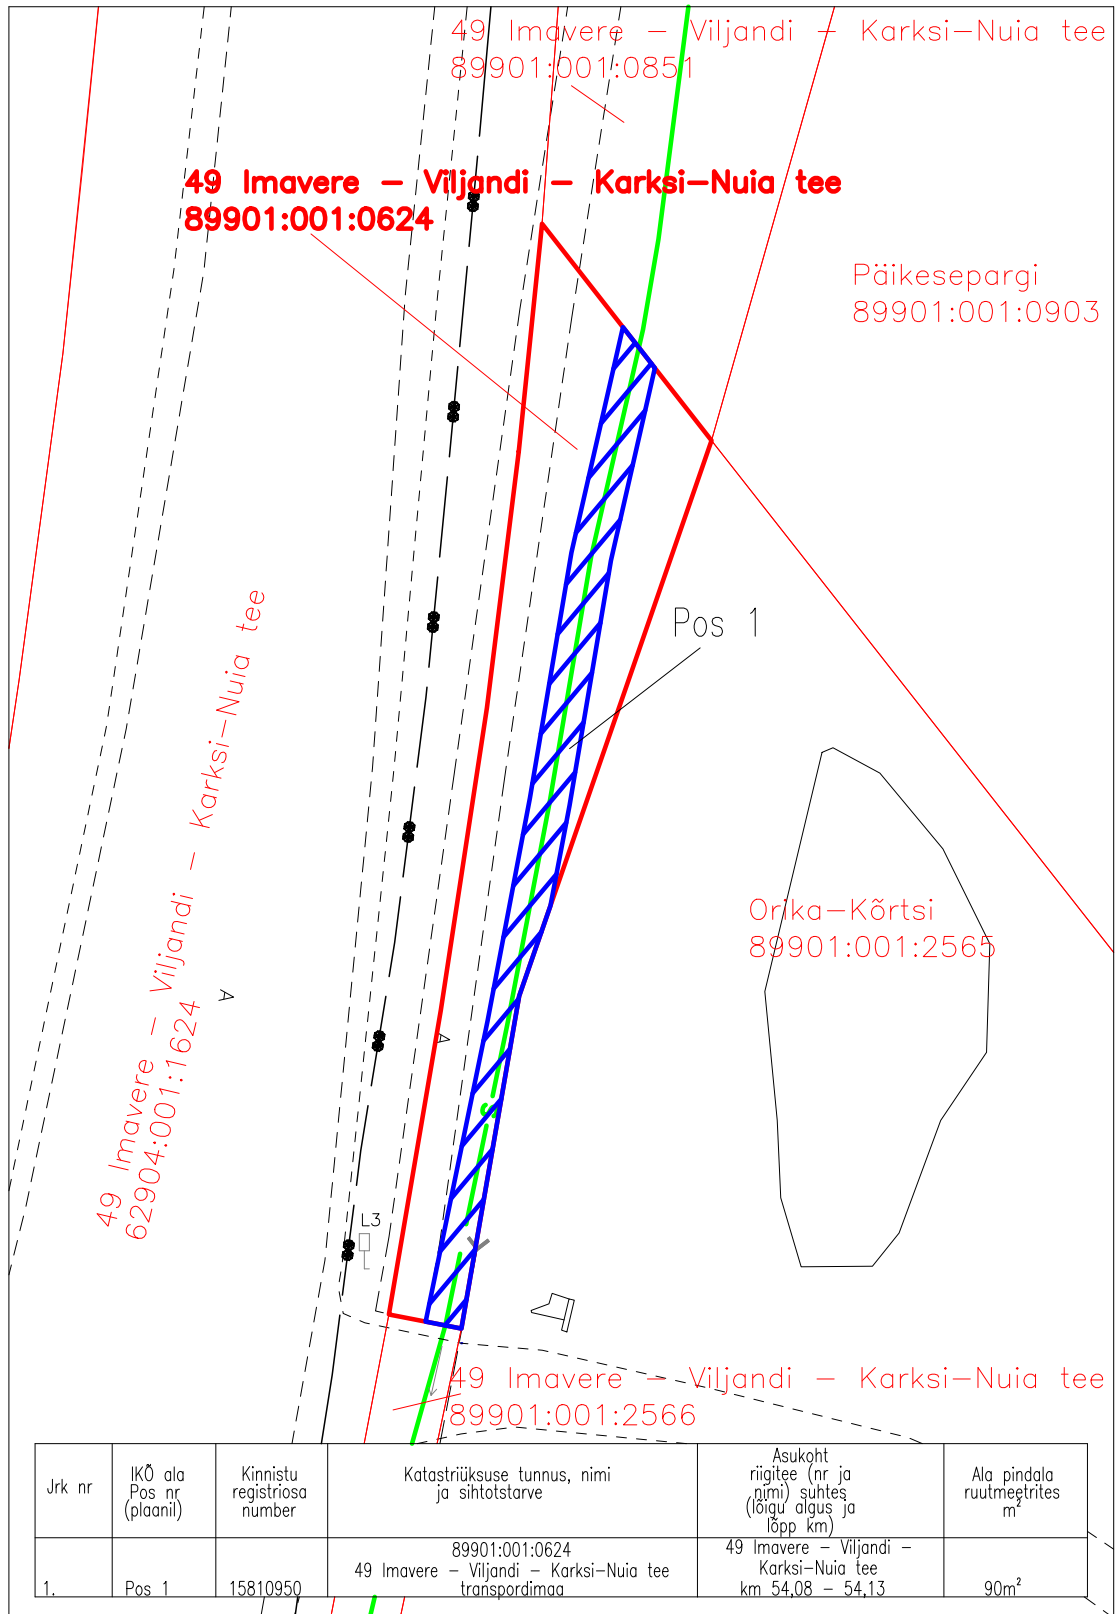 49 Imavere – Viljandi – Karksi–Nuia tee
89901:001:0851
49 Imavere – Viljandi – Karksi–Nuia tee
89901:001:0624
Päikesepargi
89901:001:0903
Pos 1
49 Imavere – Viljandi – Karksi–Nuia tee
62904:001:1624
A
A
Orika–Kõrtsi
89901:001:2565
S
L3
49 Imavere – Viljandi – Karksi–Nuia tee
89901:001:2566
Jrk nr
IKÕ ala
Pos nr
(plaanil)
Kinnistu
registriosa
number
Katastriüksuse tunnus, nimi
ja sihtotstarve
Asukoht
riigitee (nr ja
nimi) suhtes
(lõigu algus ja
lõpp km)
Ala pindala
ruutmeetrites
m²
1.
Pos 1
15810950
89901:001:0624
49 Imavere – Viljandi – Karksi–Nuia tee
transpordimaa
49 Imavere – Viljandi –
Karksi–Nuia tee
km 54,08 – 54,13
90m²